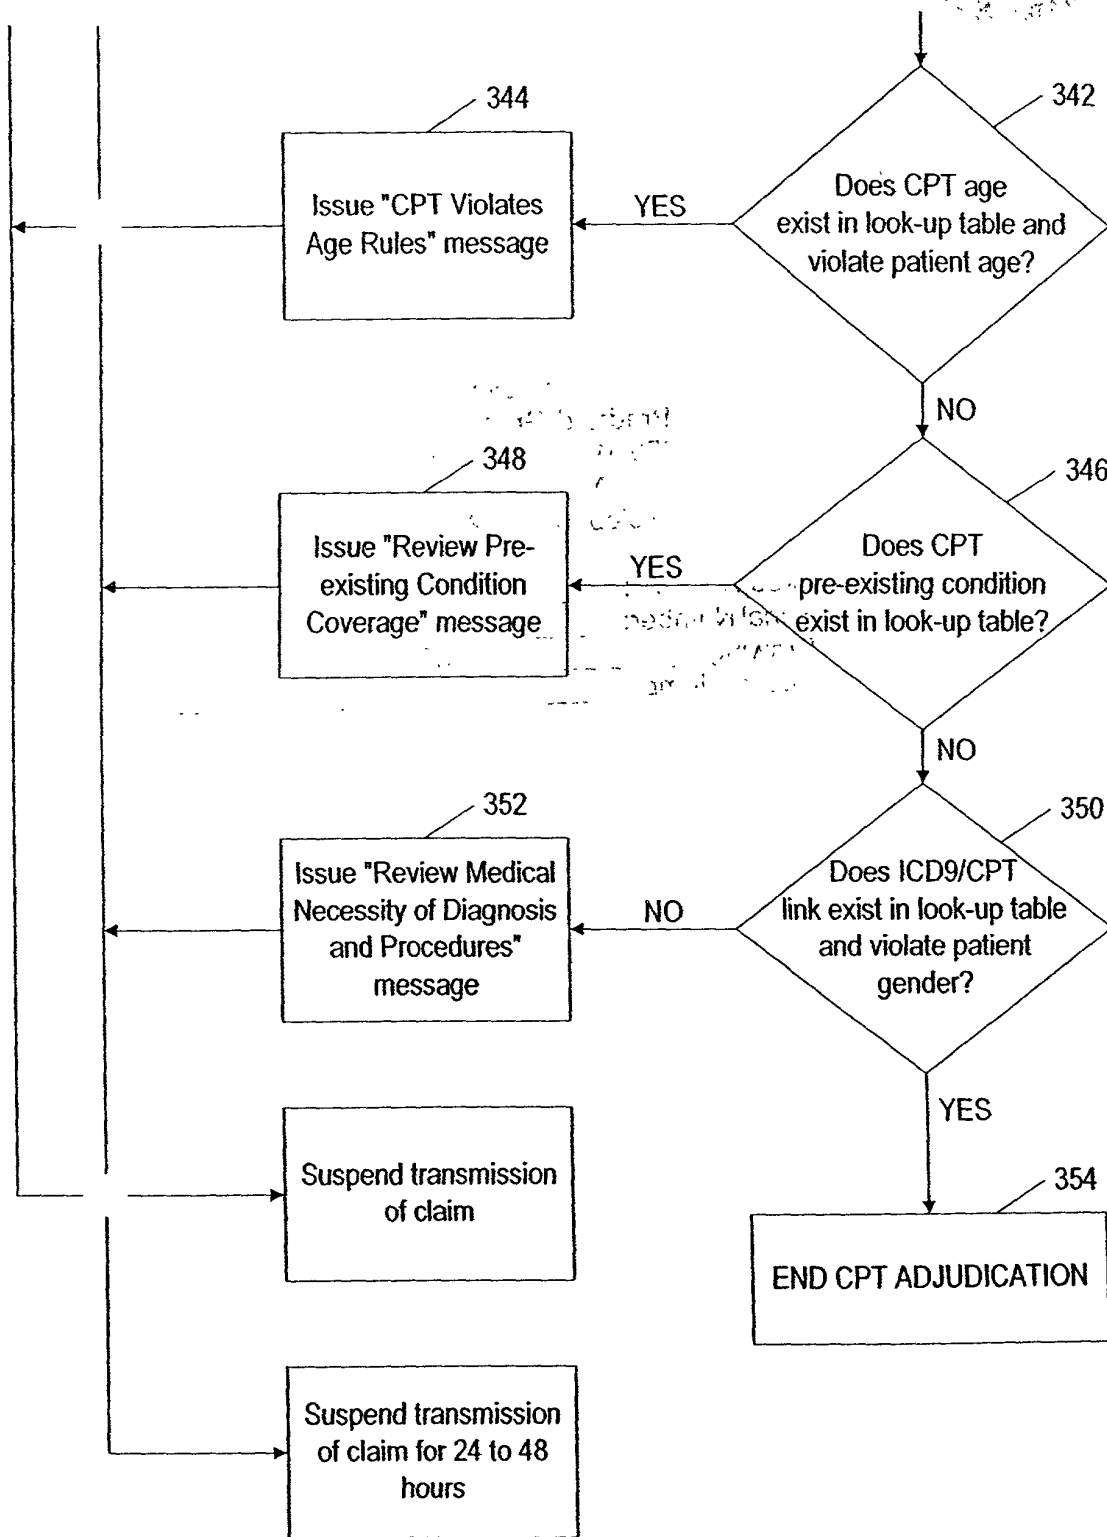 344
342
Issue "CPT Violates
Age Rules" message
YES
Does CPT age
exist in look-up table and
violate patient age?
NO
348
346
Issue "Review Pre-
existing Condition
Coverage" message
YES
Does CPT
pre-existing condition
exist in look-up table?
NO
352
350
Issue "Review Medical
Necessity of Diagnosis
and Procedures"
message
NO
Does ICD9/CPT
link exist in look-up table
and violate patient
gender?
YES
Suspend transmission
of claim
354
END CPT ADJUDICATION
Suspend transmission
of claim for 24 to 48
hours